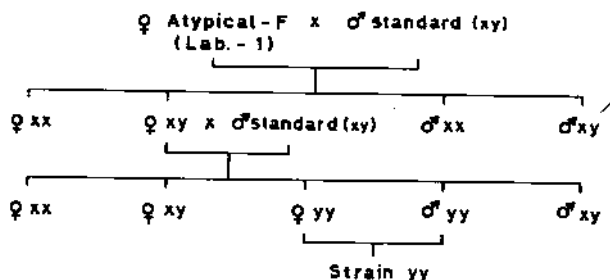 ♀ Atypical-F x ♂ standard (xy)
(Lab.-1)
♀ xx ♀ xy x ♂ standard (xy) ♂ xx ♂ xy
♀ xx ♀ xy ♀ yy ♂ yy ♂ xy
Strain yy